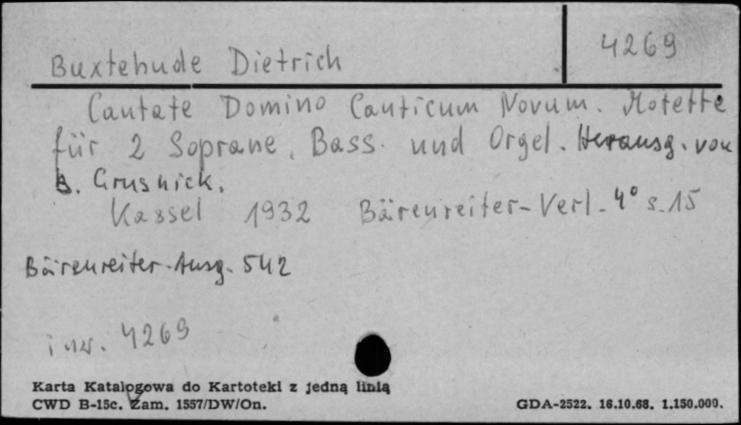 Buxtehude Dietrich 4269
Cantate Domino Canticum Novum. Motette
für 2 Soprane, Bass. und Orgel. Herausg. von
B. Grusnick.
Kassel 1932 Bärenreiter-Verl. 4° s. 15
Bärenreiter-Ausg. 542
inw. 4269
Karta Katalogowa do Kartoteki z jedną linią
CWD B-15c. Zam. 1557/DW/On. GDA-2522. 16.10.68. 1.150.000.